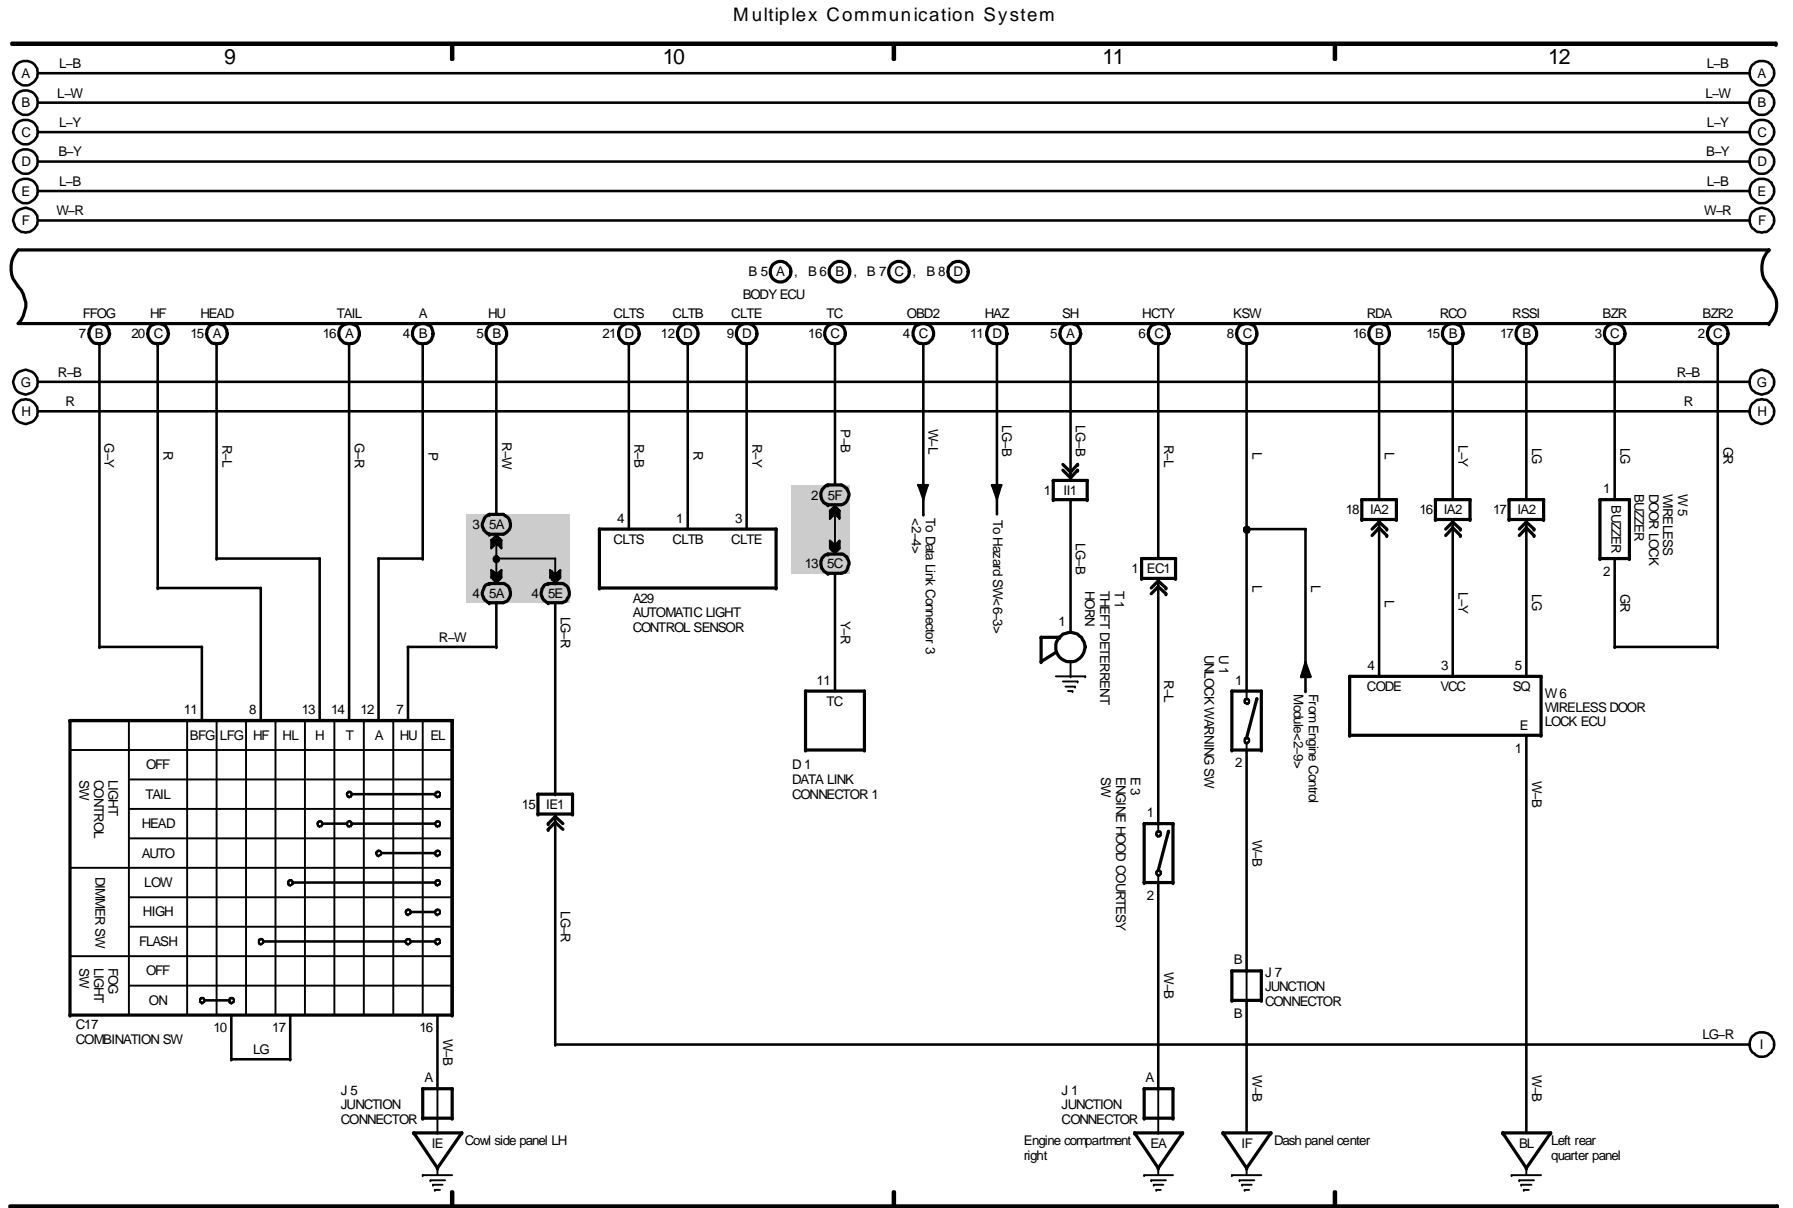 Multiplex Communication System
9 10 11 12
A L–B L–B A
B L–W L–W B
C L–Y L–Y C
D B–Y B–Y D
E L–B L–B E
F W–R W–R F
B 5 A , B 6 B , B 7 C , B 8 D
BODY ECU
FFOG HF HEAD TAIL A HU CLTS CLTB CLTE TC OBD2 HAZ SH HCTY KSW RDA RCO RSSI BZR BZR2
7 B 20 C 15 A 16 A 4 B 5 B 21 D 12 D 9 D 16 C 4 C 11 D 5 A 6 C 8 C 16 B 15 B 17 B 3 C 2 C
G R–B R–B G
H R R H
G–Y R R–L G–R P R–W R–B R R–Y P–B W–L LG–B LG–B R–L L L L–Y LG LG GR
3 5A
4 5A 4 5E
R–W
LG–R
4 1 3
CLTS CLTB CLTE
A29
AUTOMATIC LIGHT
CONTROL SENSOR
2 5F
13 5C
Y–R
11
TC
D 1
DATA LINK
CONNECTOR 1
To Data Link Connector 3
<2–4>
To Hazard SW<6–3>
1 II1
LG–B
1
T 1
THEFT DETERRENT
HORN
1 EC1
R–L
1
2
E 3
ENGINE HOOD COURTESY
SW
L L
1
2
U 1
UNLOCK WARNING SW
From Engine Control
Module<2–9>
18 IA2 16 IA2 17 IA2
L L–Y LG
4 3 5
CODE VCC SQ
E
1
W 6
WIRELESS DOOR
LOCK ECU
1
BUZZER
2
GR
W 5
WIRELESS
DOOR LOCK
BUZZER
11 8 13 14 12 7
BFG LFG HF HL H T A HU EL
LIGHT
CONTROL
SW
OFF
TAIL
HEAD
AUTO
DIMMER SW
LOW
HIGH
FLASH
FOG
LIGHT
SW
OFF
ON
C17
COMBINATION SW
10 17 16
LG
W–B
A
J 5
JUNCTION
CONNECTOR
IE Cowl side panel LH
15 IE1
LG–R
LG–R I
W–B
A
J 1
JUNCTION
CONNECTOR
Engine compartment
right
EA
W–B
B
J 7
JUNCTION
CONNECTOR
B
W–B
IF Dash panel center
W–B
W–B
BL Left rear
quarter panel